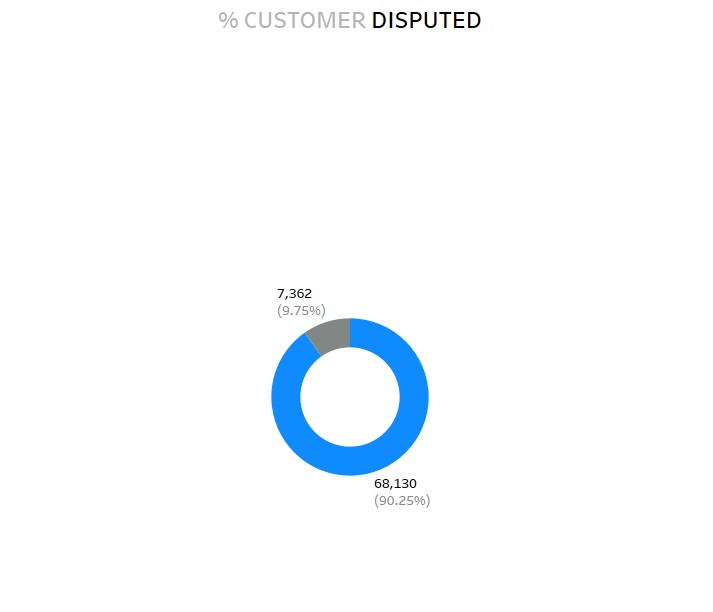 % CUSTOMER DISPUTED
7,362
(9.75%)
68,130
(90.25%)